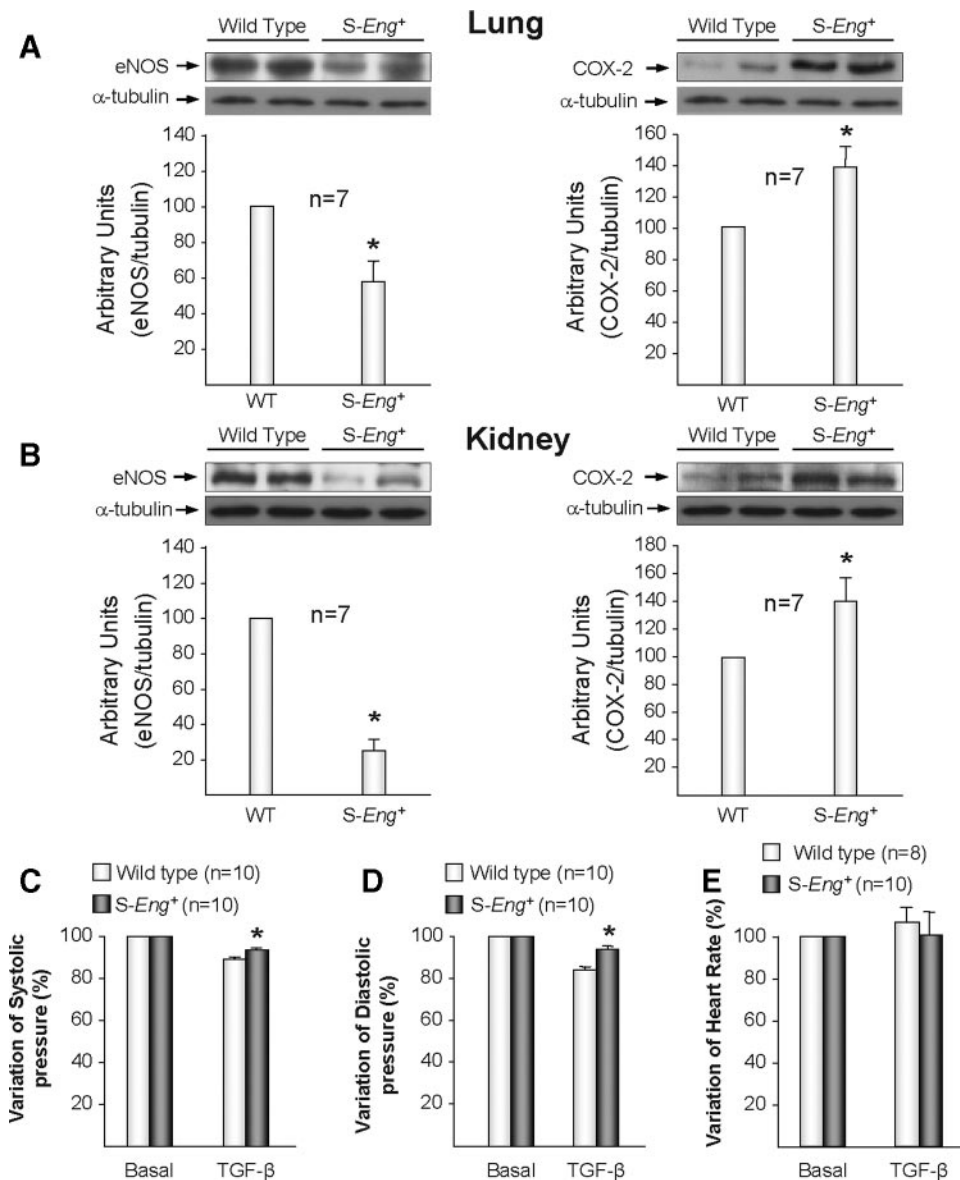 A
Lung
Wild Type S-Eng+
eNOS
α-tubulin
140
120
100
80
60
40
20
Arbitrary Units
(eNOS/tubulin)
n=7
*
WT S-Eng+
Wild Type S-Eng+
COX-2
α-tubulin
160
140
120
100
80
60
40
20
Arbitrary Units
(COX-2/tubulin)
n=7
*
WT S-Eng+
B
Kidney
Wild Type S-Eng+
eNOS
α-tubulin
140
120
100
80
60
40
20
Arbitrary Units
(eNOS/tubulin)
n=7
*
WT S-Eng+
Wild Type S-Eng+
COX-2
α-tubulin
180
160
140
120
100
80
60
40
20
Arbitrary Units
(COX-2/tubulin)
n=7
*
WT S-Eng+
C
Wild type (n=10)
S-Eng+ (n=10)
100
80
60
40
20
Variation of Systolic
pressure (%)
*
Basal TGF-β
D
Wild type (n=10)
S-Eng+ (n=10)
100
80
60
40
20
Variation of Diastolic
pressure (%)
*
Basal TGF-β
E
Wild type (n=8)
S-Eng+ (n=10)
100
80
60
40
20
Variation of Heart Rate (%)
Basal TGF-β